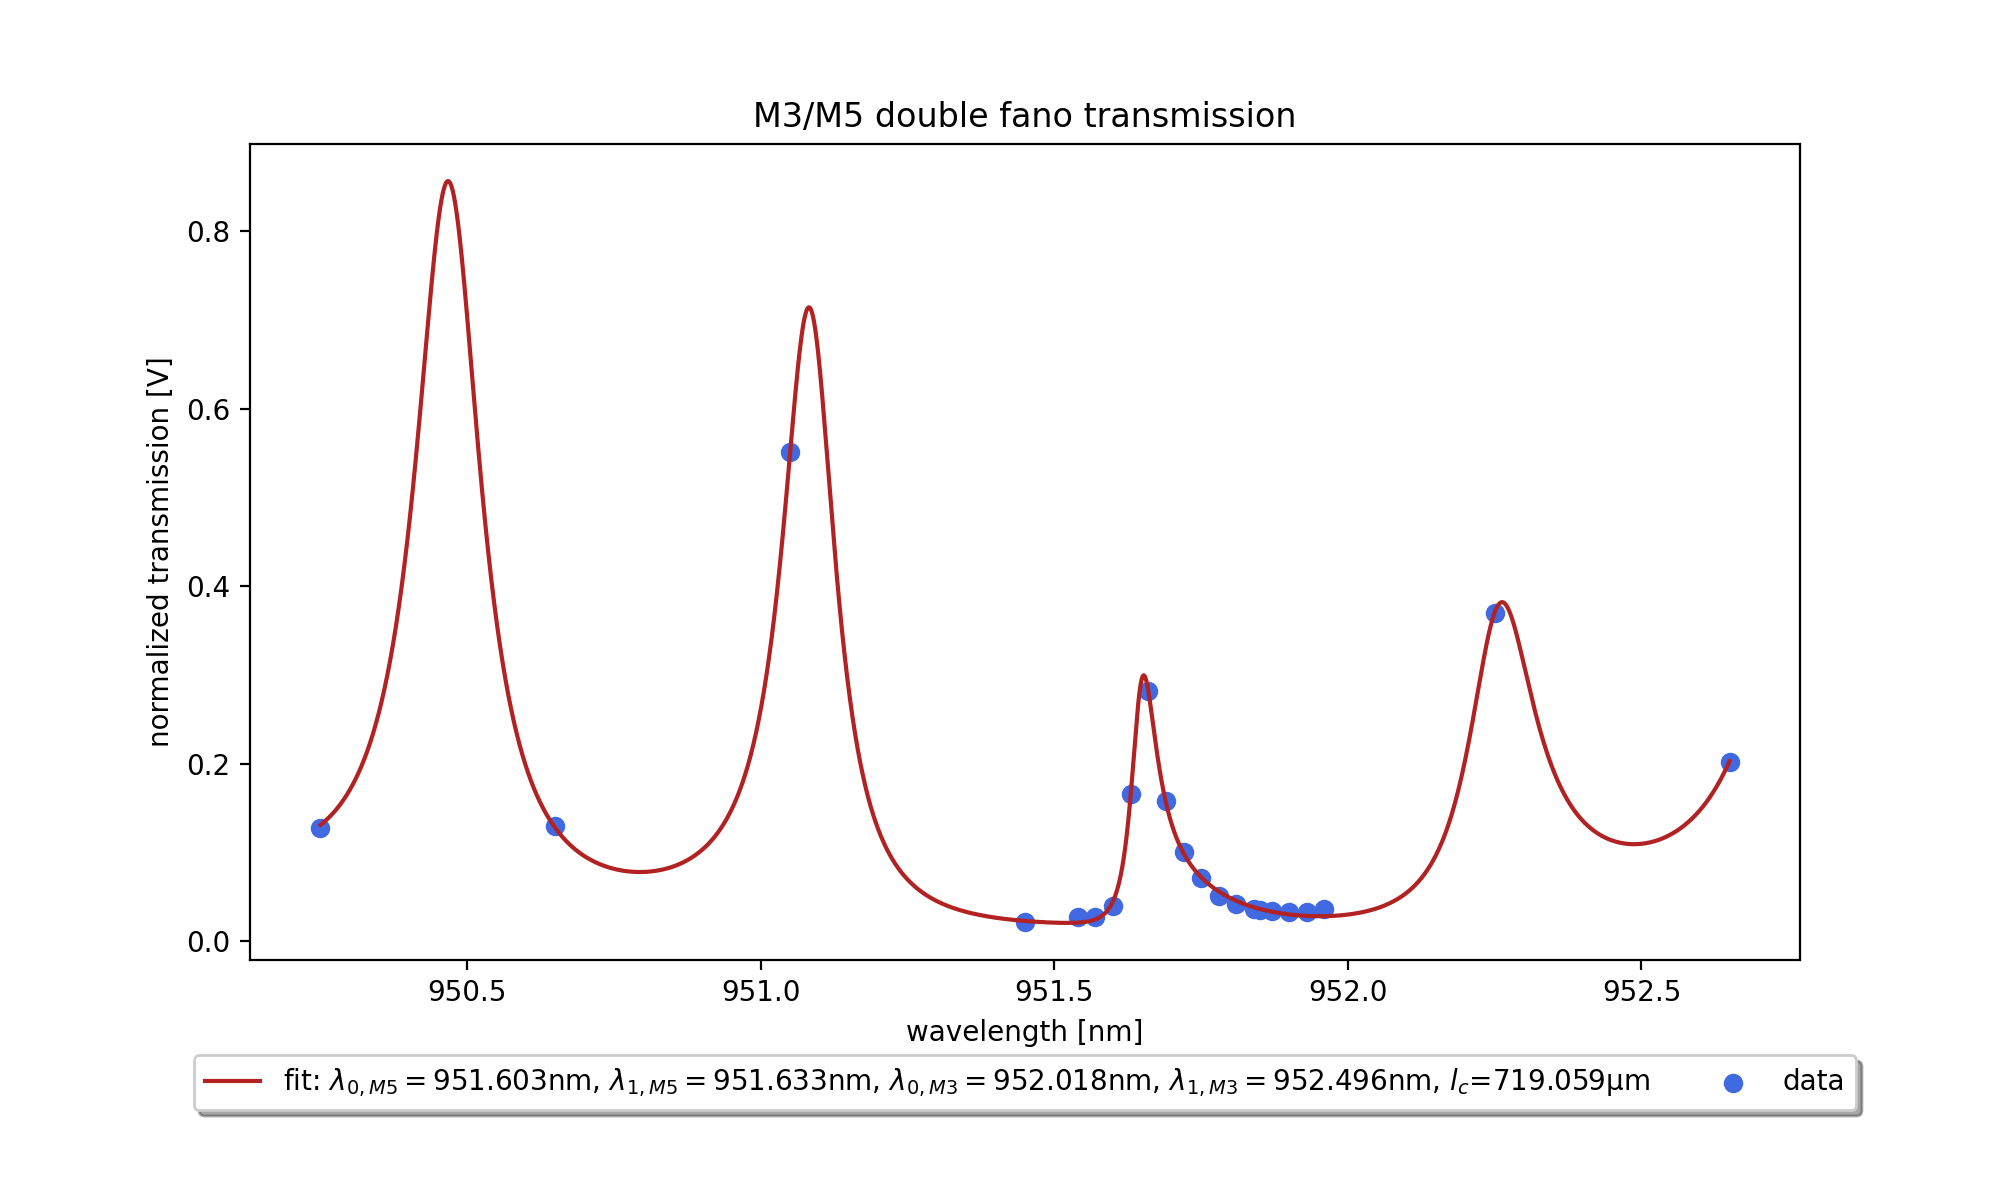 M3/M5 double fano transmission
normalized transmission [V]
0.8
0.6
0.4
0.2
0.0
950.5 951.0 951.5 952.0 952.5
wavelength [nm]
fit: λ₀,M5 = 951.603nm, λ₁,M5 = 951.633nm, λ₀,M3 = 952.018nm, λ₁,M3 = 952.496nm, lc=719.059μm data